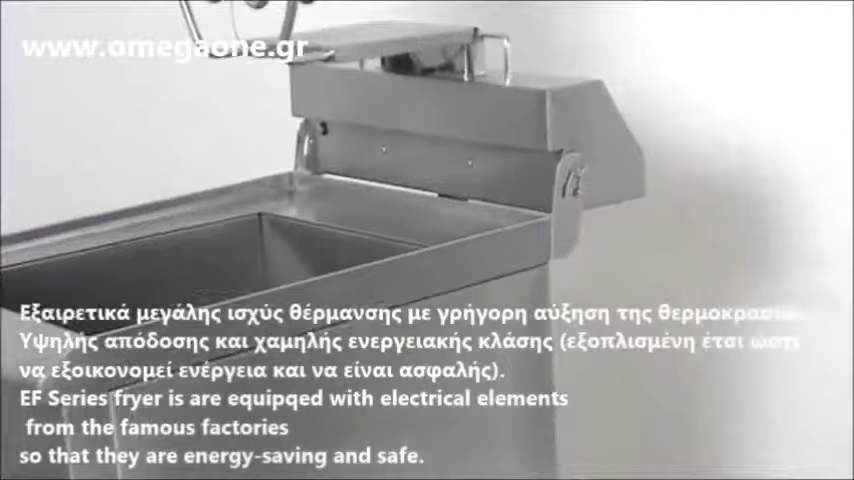 www.omegaone.gr
Εξαιρετικά μεγάλης ισχύς θέρμανσης με γρήγορη αύξηση της θερμοκρασίας.
Υψηλής απόδοσης και χαμηλής ενεργειακής κλάσης (εξοπλισμένη έτσι ώστε
να εξοικονομεί ενέργεια και να είναι ασφαλής).
EF Series fryer is are equipqed with electrical elements
from the famous factories
so that they are energy-saving and safe.